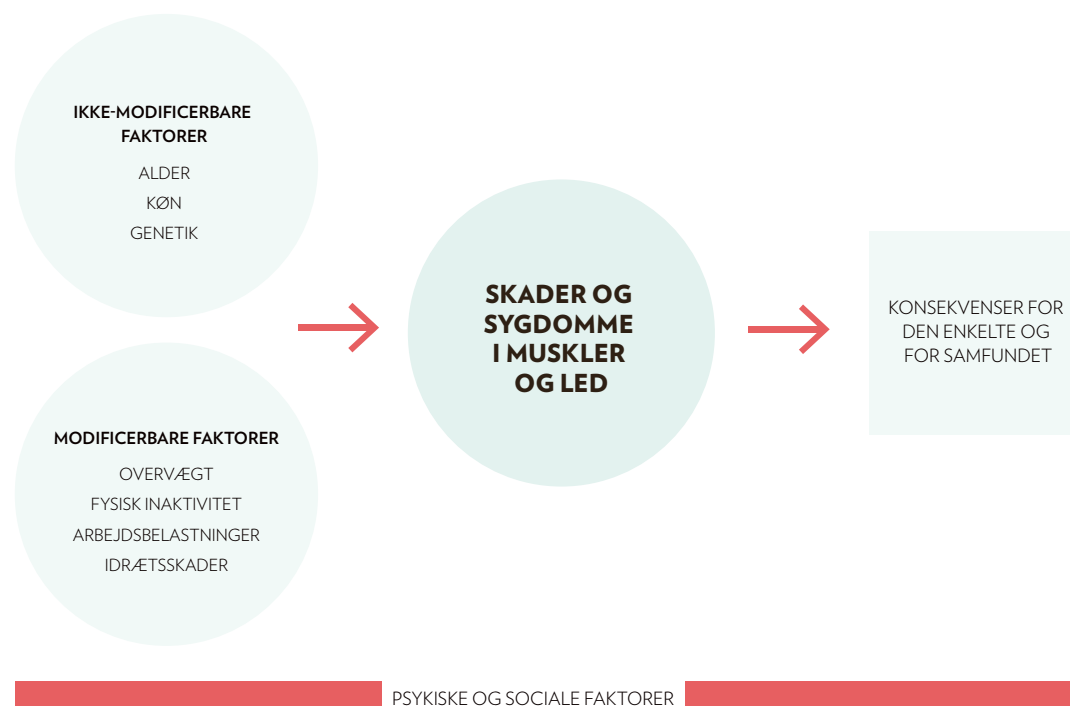 IKKE-MODIFICERBARE
FAKTORER
ALDER
KØN
GENETIK
MODIFICERBARE FAKTORER
OVERVÆGT
FYSISK INAKTIVITET
ARBEJDSBELASTNINGER
IDRÆTSSKADER
SKADER OG
SYGDOMME
I MUSKLER
OG LED
KONSEKVENSER FOR
DEN ENKELTE OG
FOR SAMFUNDET
PSYKISKE OG SOCIALE FAKTORER